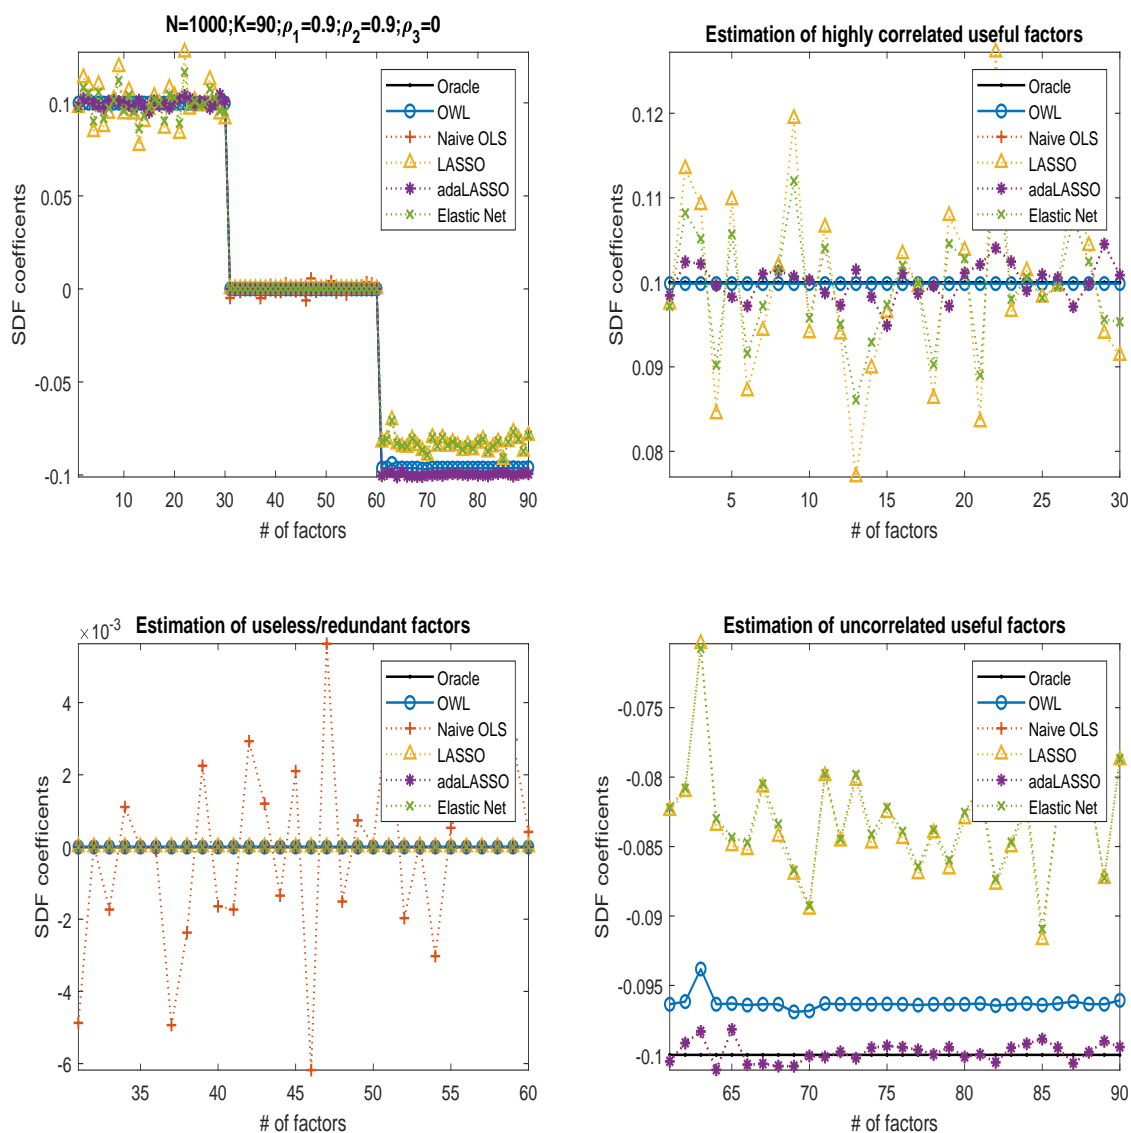 N=1000;K=90;ρ1=0.9;ρ2=0.9;ρ3=0
SDF coefficents
0.1
0.05
0
-0.05
-0.1
10 20 30 40 50 60 70 80 90
# of factors
Oracle
OWL
Naive OLS
LASSO
adaLASSO
Elastic Net
Estimation of highly correlated useful factors
SDF coefficents
0.12
0.11
0.1
0.09
0.08
5 10 15 20 25 30
# of factors
Oracle
OWL
Naive OLS
LASSO
adaLASSO
Elastic Net
Estimation of useless/redundant factors
×10-3
SDF coefficents
4
2
0
-2
-4
-6
35 40 45 50 55 60
# of factors
Oracle
OWL
Naive OLS
LASSO
adaLASSO
Elastic Net
Estimation of uncorrelated useful factors
SDF coefficents
-0.075
-0.08
-0.085
-0.09
-0.095
-0.1
65 70 75 80 85 90
# of factors
Oracle
OWL
Naive OLS
LASSO
adaLASSO
Elastic Net